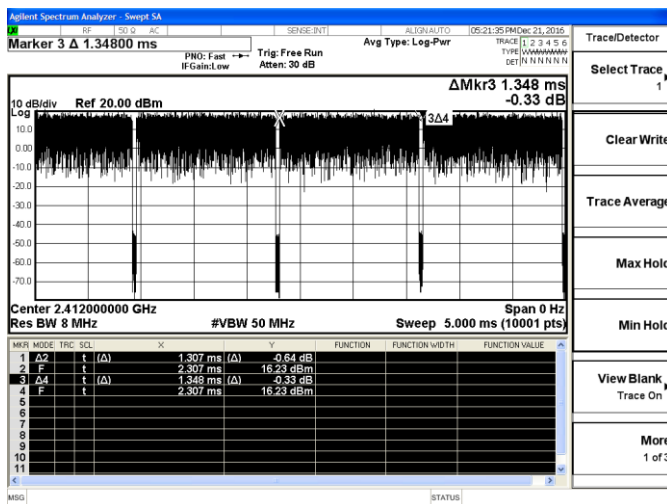 Agilent Spectrum Analyzer - Swept SA
LXI RF 50 Ω AC SENSE:INT ALIGNAUTO 05:21:35 PM Dec 21, 2016
Marker 3 Δ 1.34800 ms
PNO: Fast
IFGain:Low
Trig: Free Run
Atten: 30 dB
Avg Type: Log-Pwr
TRACE 1 2 3 4 5 6
TYPE
DET N N N N N N
ΔMkr3 1.348 ms
-0.33 dB
10 dB/div Ref 20.00 dBm
Log
3Δ4
10.0
0.00
-10.0
-20.0
-30.0
-40.0
-50.0
-60.0
-70.0
Center 2.412000000 GHz Span 0 Hz
Res BW 8 MHz #VBW 50 MHz Sweep 5.000 ms (10001 pts)
MKR MODE TRC SCL X Y FUNCTION FUNCTION WIDTH FUNCTION VALUE
1 Δ2 t (Δ) 1.307 ms (Δ) -0.64 dB
2 F t 2.307 ms 16.23 dBm
3 Δ4 t (Δ) 1.348 ms (Δ) -0.33 dB
4 F t 2.307 ms 16.23 dBm
5
6
7
8
9
10
11
MSG STATUS
Trace/Detector
Select Trace
1
Clear Write
Trace Average
Max Hold
Min Hold
View Blank
Trace On
More
1 of 3